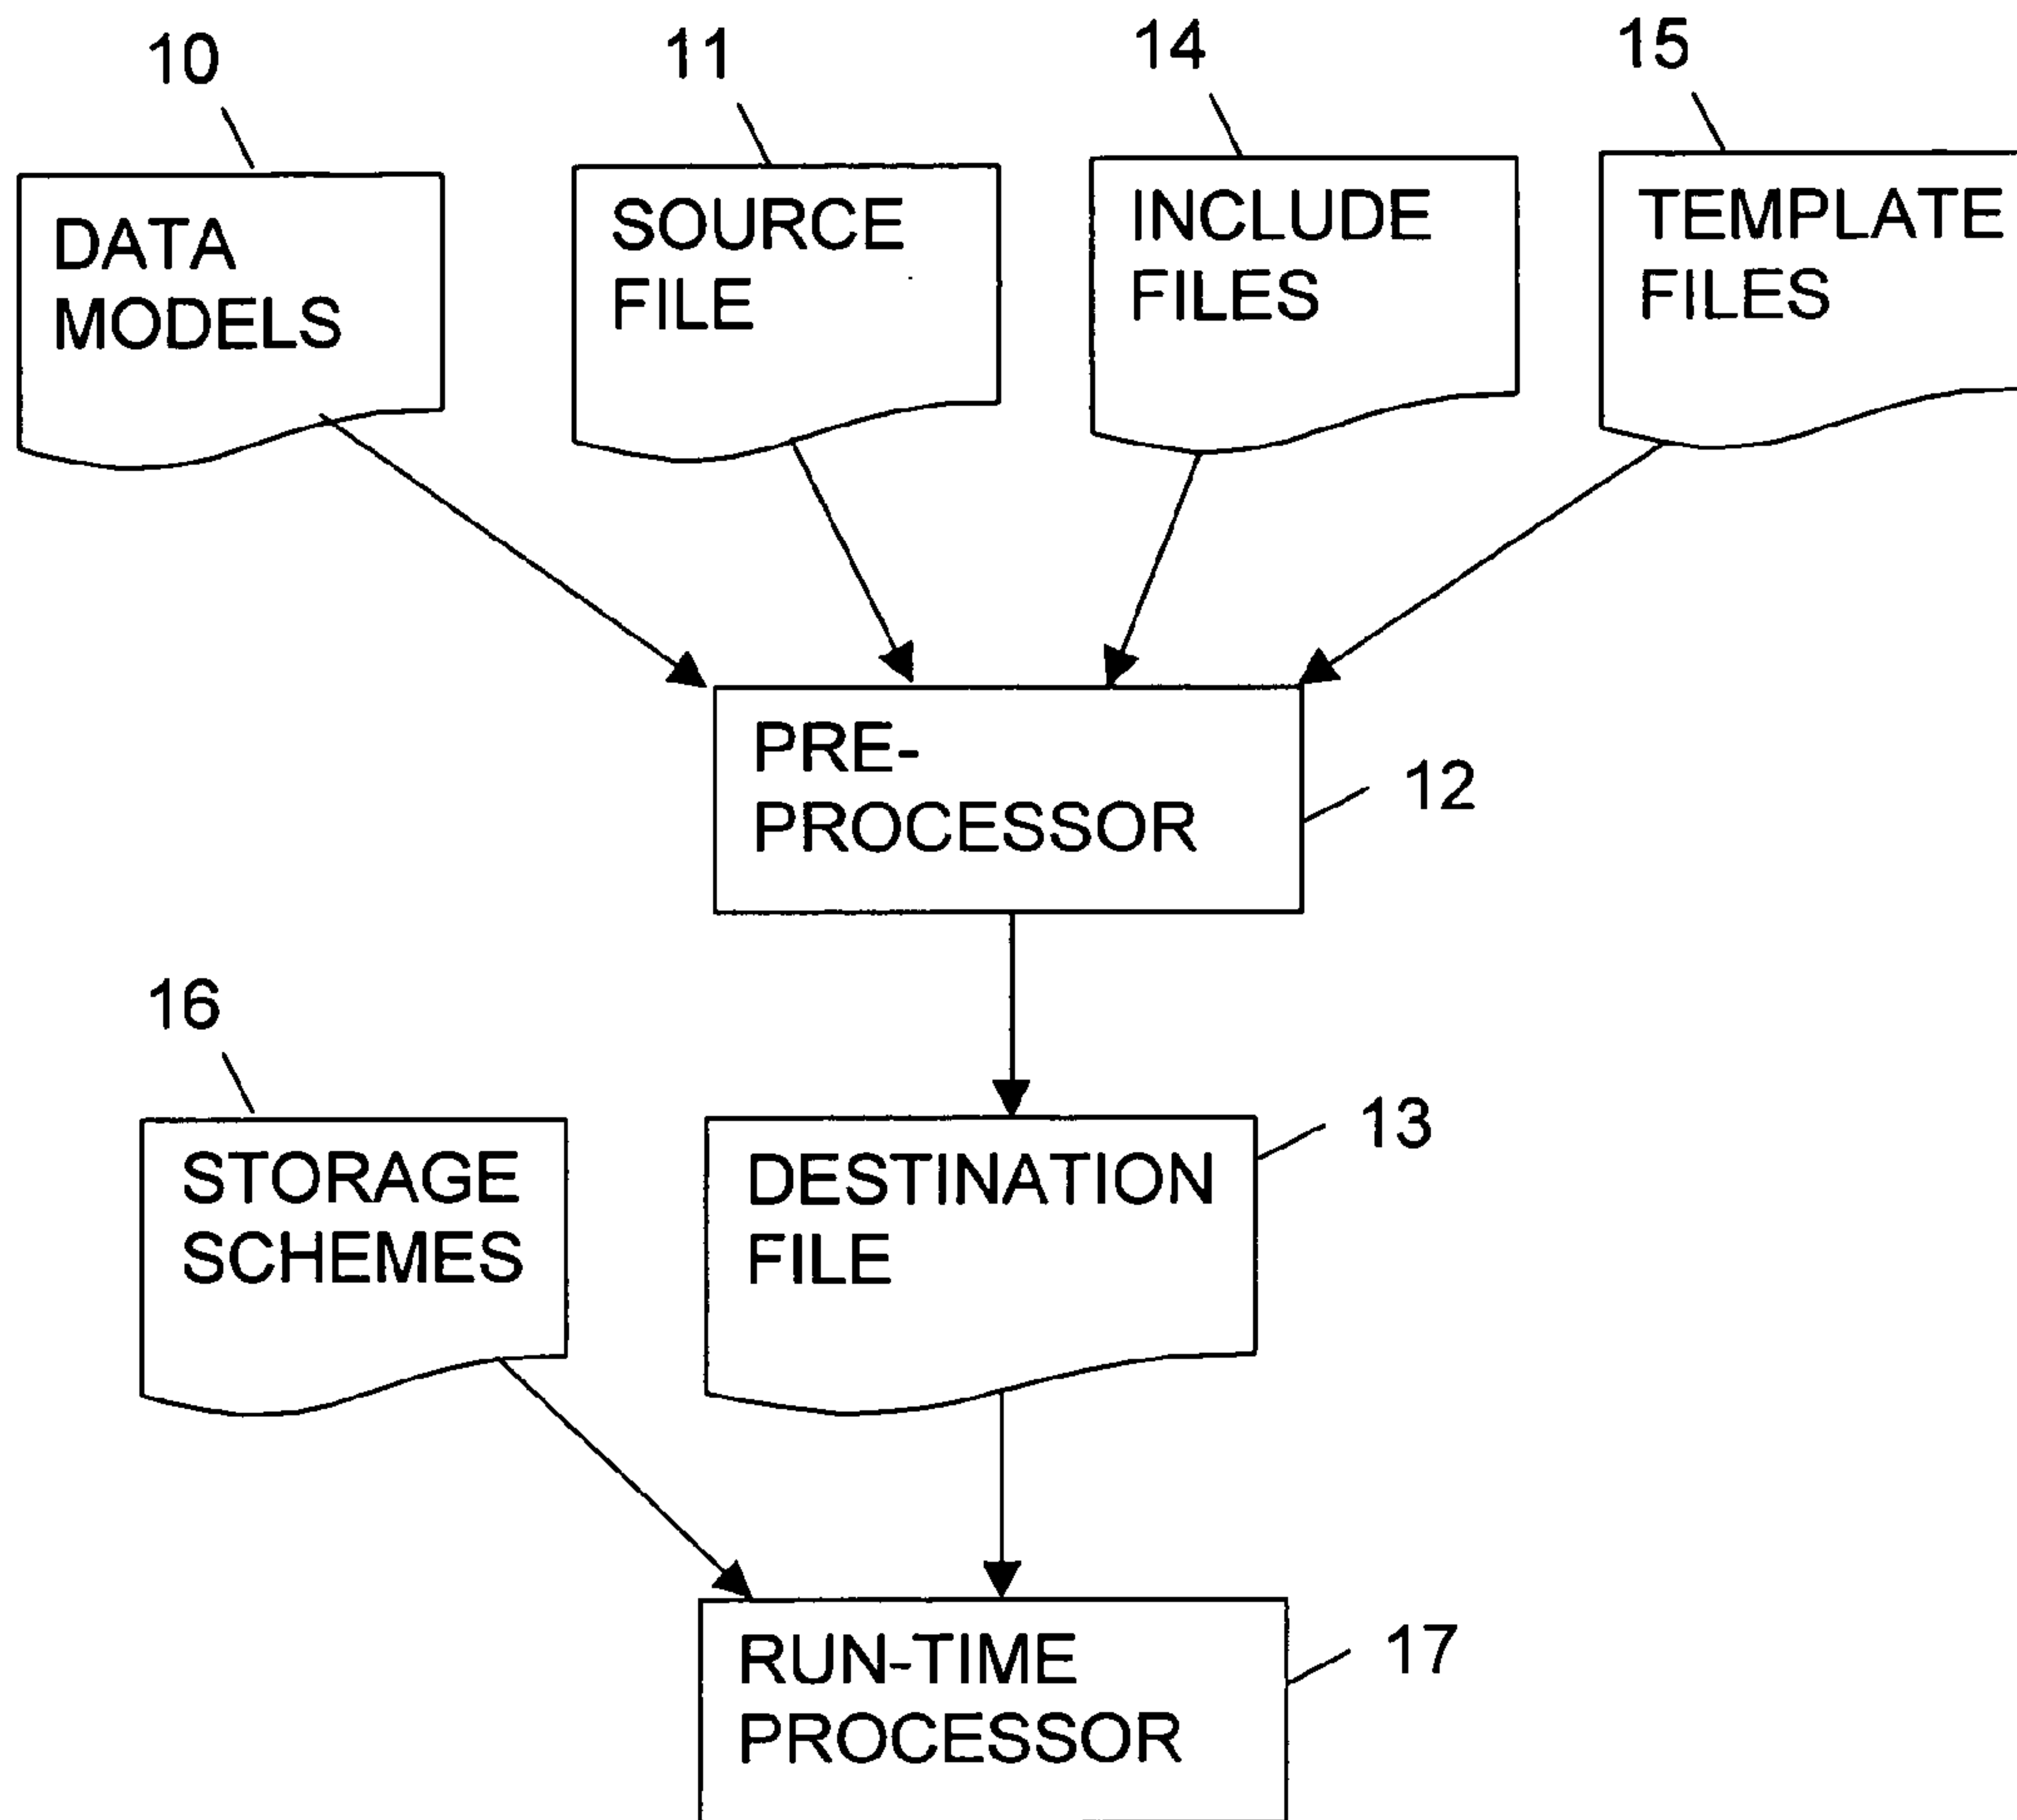 10
11
14
15
DATA
MODELS
SOURCE
FILE
INCLUDE
FILES
TEMPLATE
FILES
PRE-
PROCESSOR
12
16
STORAGE
SCHEMES
13
DESTINATION
FILE
RUN-TIME
PROCESSOR
17